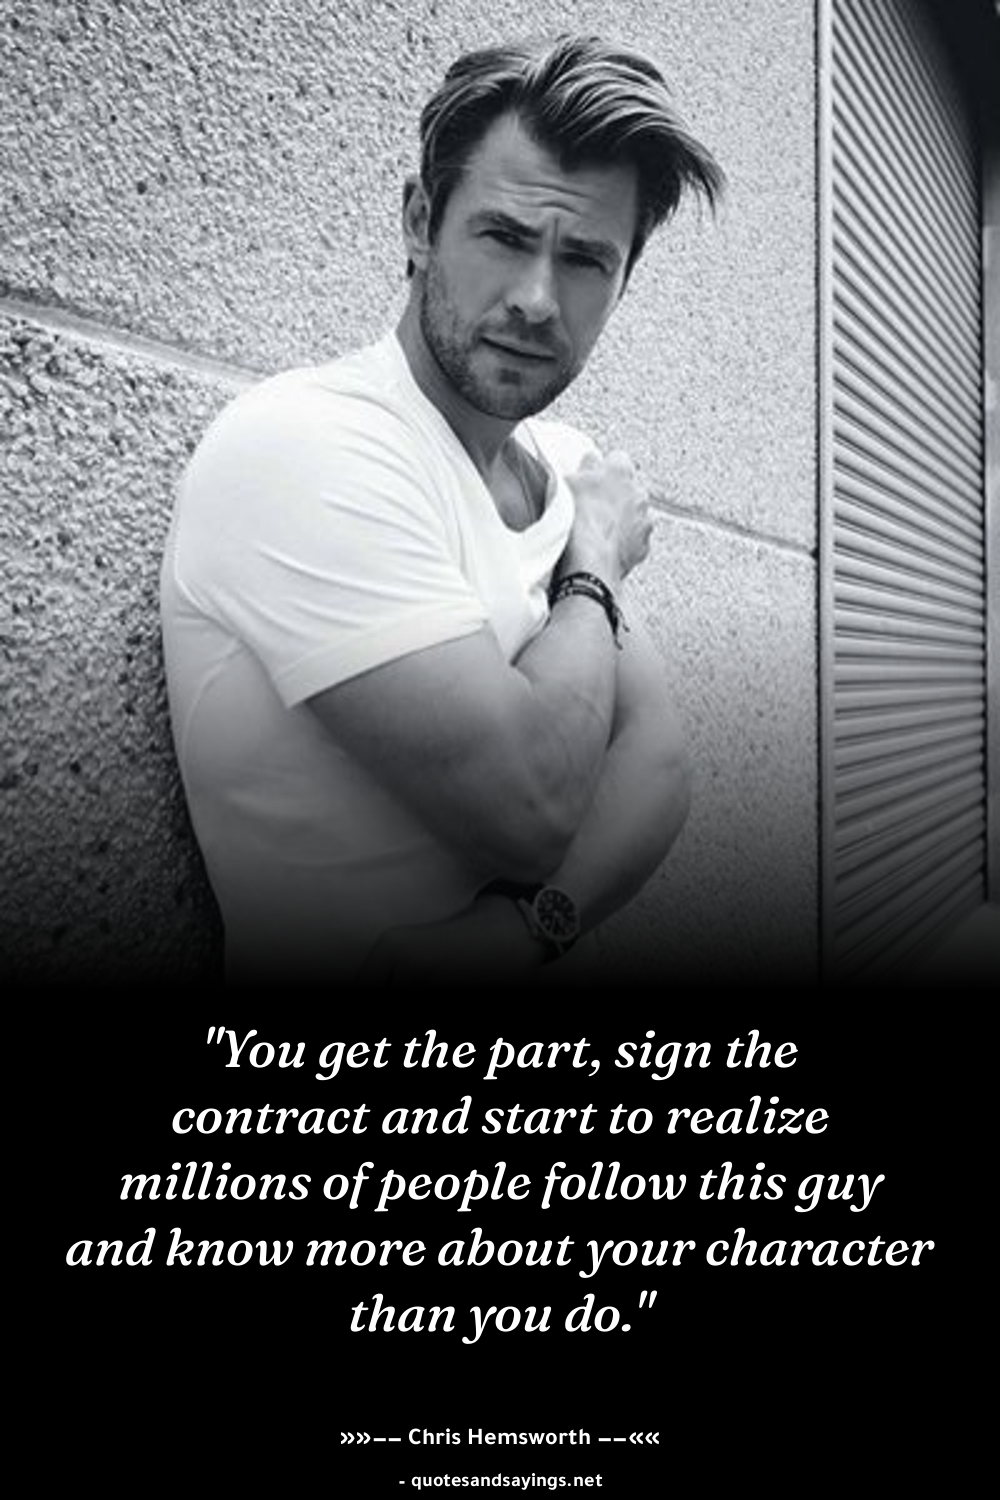 "You get the part, sign the
contract and start to realize
millions of people follow this guy
and know more about your character
than you do."
»»–– Chris Hemsworth ––««
- quotesandsayings.net